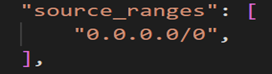 "source_ranges": [
"0.0.0.0/0",
],